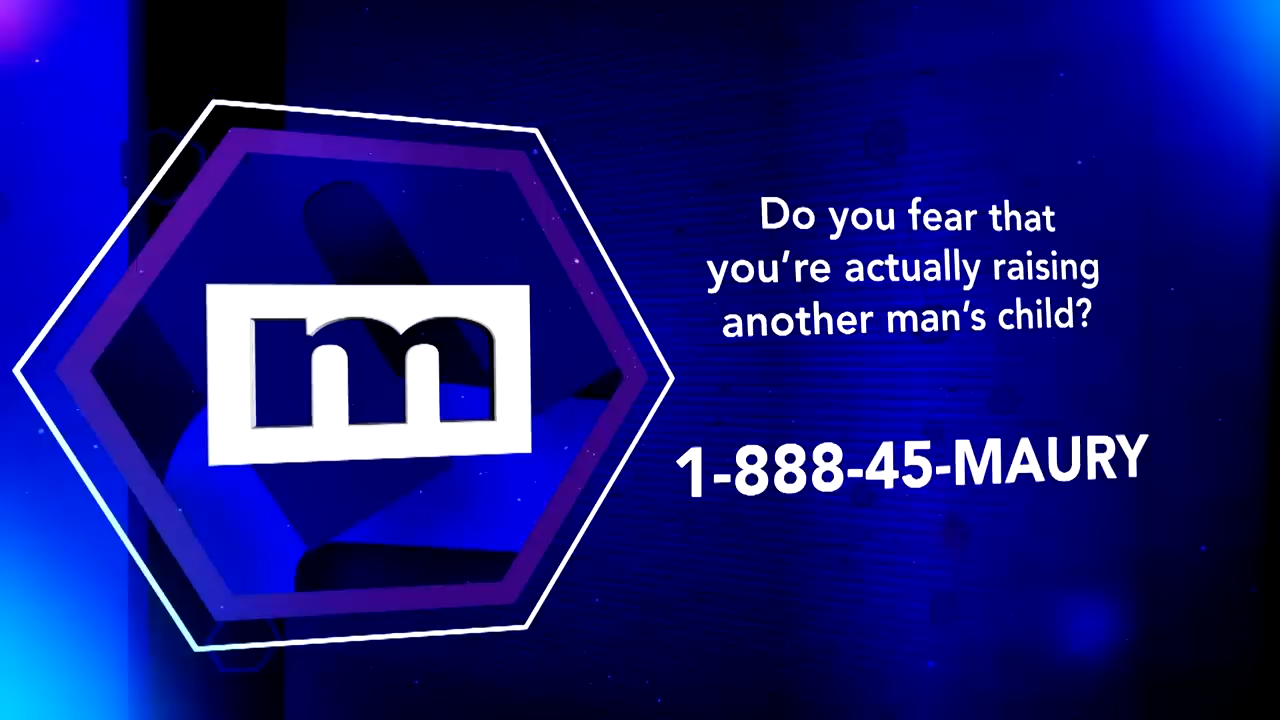 m
Do you fear that
you're actually raising
another man's child?
1-888-45-MAURY